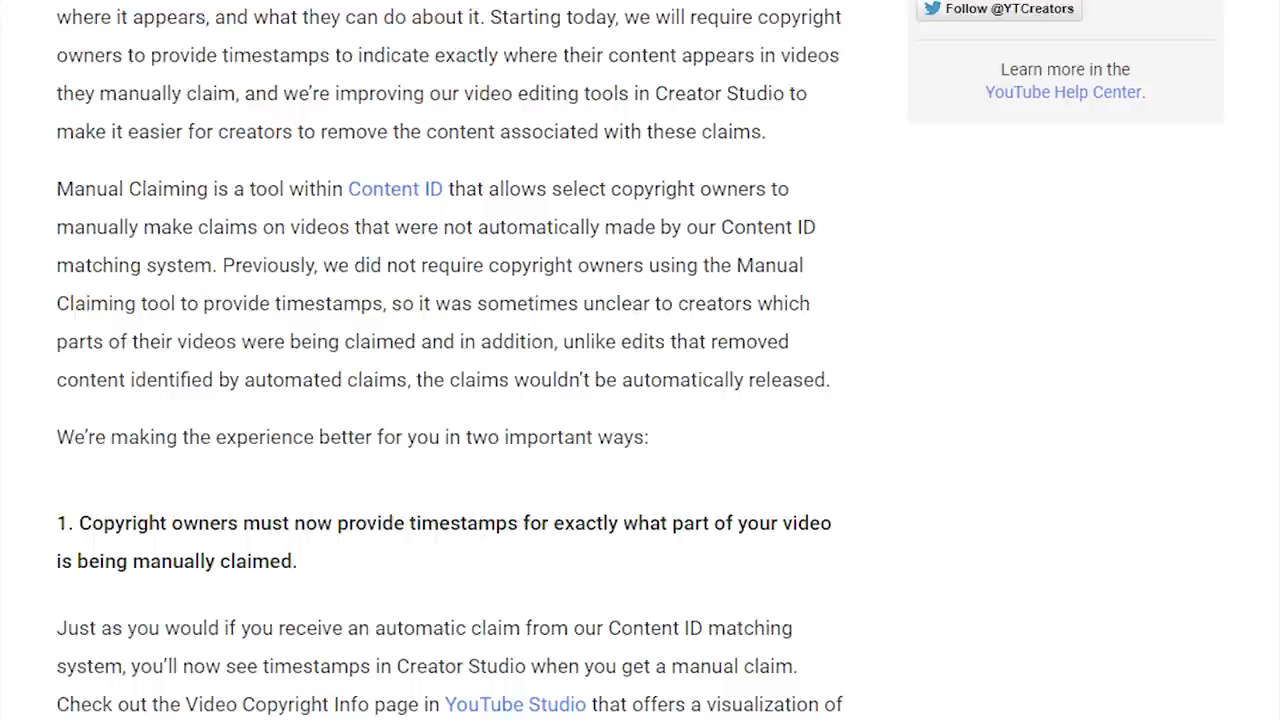 where it appears, and what they can do about it. Starting today, we will require copyright
owners to provide timestamps to indicate exactly where their content appears in videos
they manually claim, and we’re improving our video editing tools in Creator Studio to
make it easier for creators to remove the content associated with these claims.
Manual Claiming is a tool within Content ID that allows select copyright owners to
manually make claims on videos that were not automatically made by our Content ID
matching system. Previously, we did not require copyright owners using the Manual
Claiming tool to provide timestamps, so it was sometimes unclear to creators which
parts of their videos were being claimed and in addition, unlike edits that removed
content identified by automated claims, the claims wouldn’t be automatically released.
We’re making the experience better for you in two important ways:
1. Copyright owners must now provide timestamps for exactly what part of your video
is being manually claimed.
Just as you would if you receive an automatic claim from our Content ID matching
system, you’ll now see timestamps in Creator Studio when you get a manual claim.
Check out the Video Copyright Info page in YouTube Studio that offers a visualization of
Follow @YTCreators
Learn more in the
YouTube Help Center.